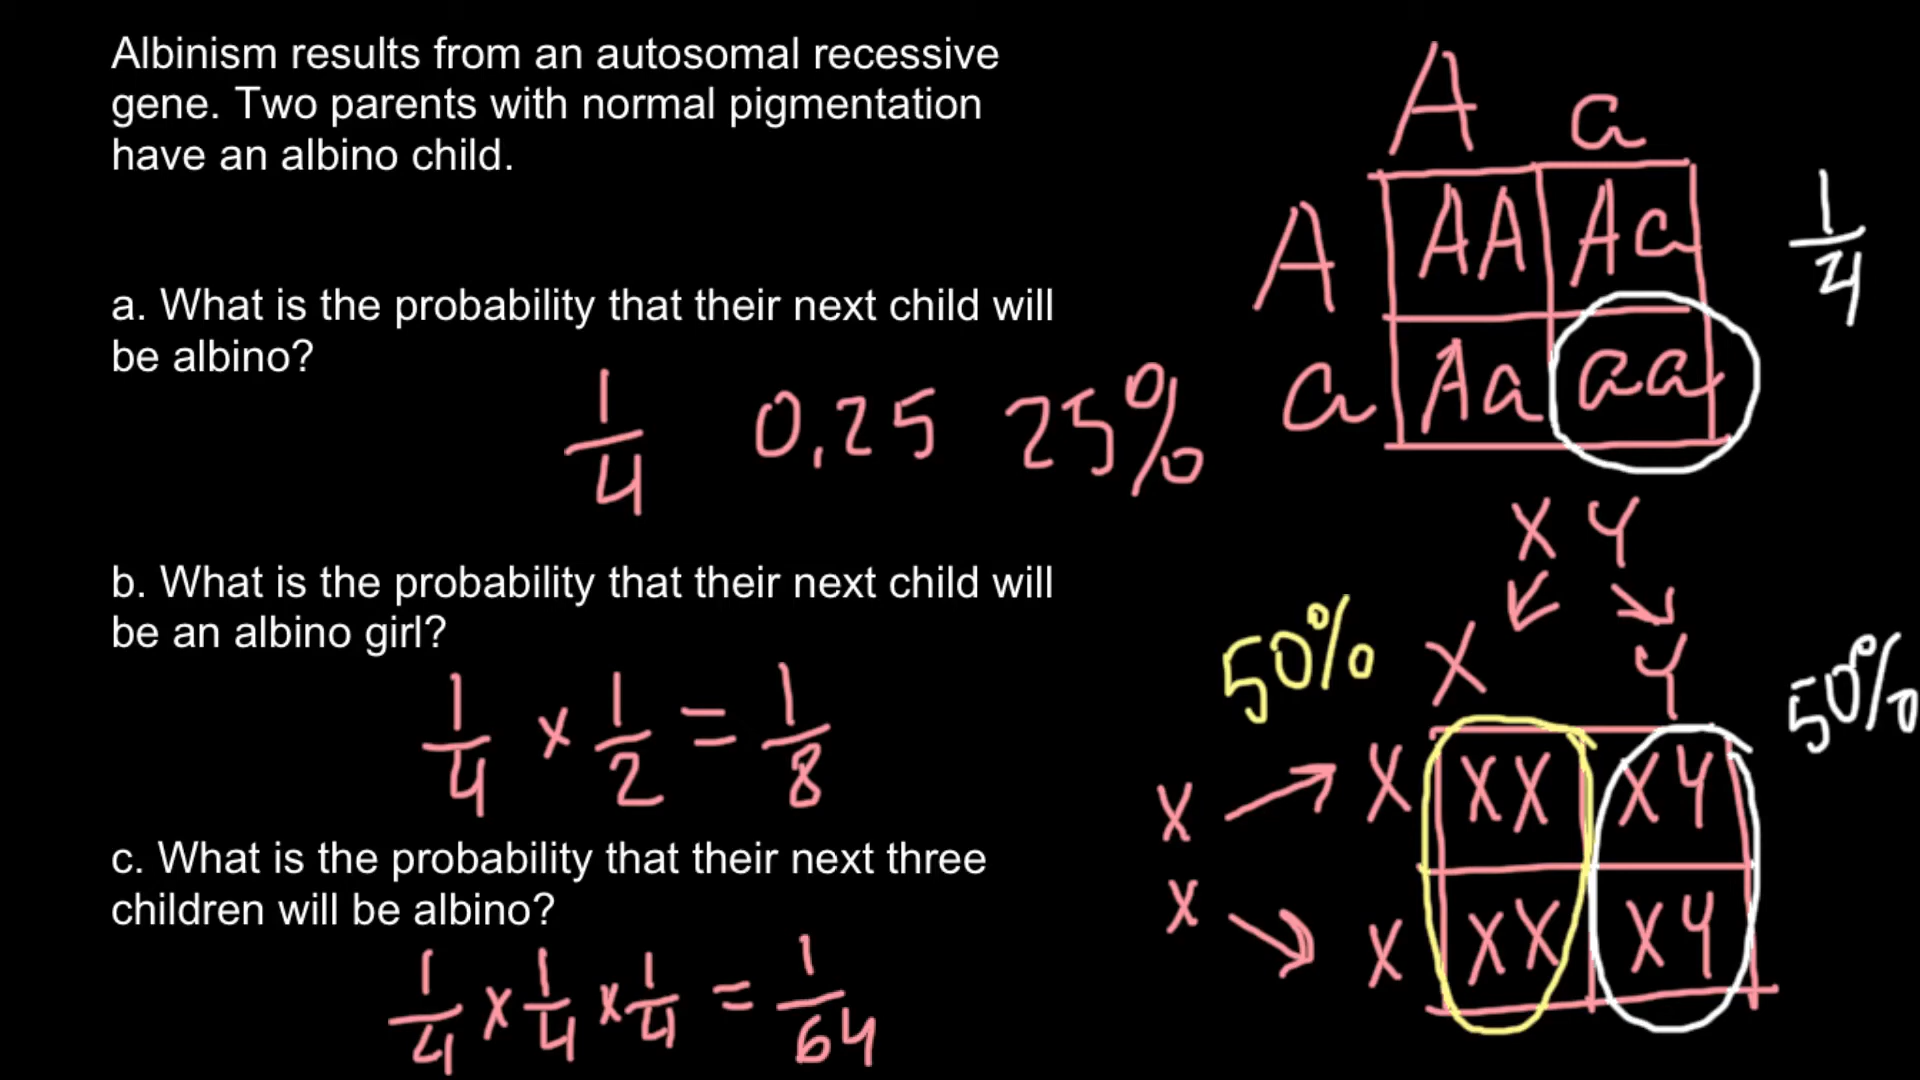 Albinism results from an autosomal recessive
gene. Two parents with normal pigmentation
have an albino child.
a. What is the probability that their next child will
be albino?
1/4 0,25 25%
b. What is the probability that their next child will
be an albino girl?
1/4 x 1/2 = 1/8
c. What is the probability that their next three
children will be albino?
1/4 x 1/4 x 1/4 = 1/64
A a
A AA Aa 1/4
a Aa aa
X Y
50% X Y 50%
X X XX XY
X X XX XY